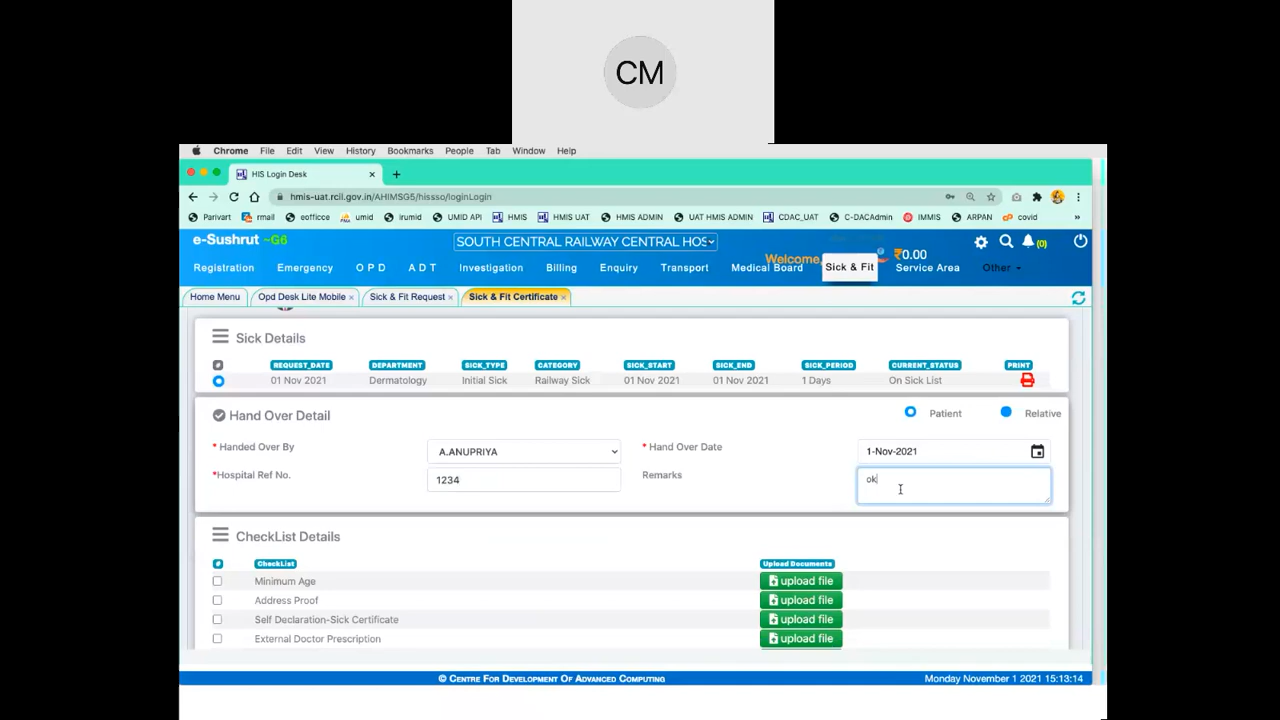 CM
Chrome File Edit View History Bookmarks People Tab Window Help
HIS Login Desk
hmis-uat.rcil.gov.in/AHIMSG5/hissso/loginLogin
Parivart rmail eofficce umid irumid UMID API HMIS HMIS UAT HMIS ADMIN UAT HMIS ADMIN CDAC_UAT C-DACAdmin IMMIS ARPAN covid »
e-Sushrut ~G6 SOUTH CENTRAL RAILWAY CENTRAL HOS Welcome, ₹0.00 (0)
Registration Emergency O P D A D T Investigation Billing Enquiry Transport Medical Board Sick & Fit Service Area Other
Home Menu Opd Desk Lite Mobile × Sick & Fit Request × Sick & Fit Certificate ×
Sick Details
# REQUEST_DATE DEPARTMENT SICK_TYPE CATEGORY SICK_START SICK_END SICK_PERIOD CURRENT_STATUS PRINT
01 Nov 2021 Dermatology Initial Sick Railway Sick 01 Nov 2021 01 Nov 2021 1 Days On Sick List
Hand Over Detail Patient Relative
* Handed Over By A.ANUPRIYA * Hand Over Date 1-Nov-2021
*Hospital Ref No. 1234 Remarks ok
CheckList Details
# CheckList Upload Documents
Minimum Age upload file
Address Proof upload file
Self Declaration-Sick Certificate upload file
External Doctor Prescription upload file
© CENTRE FOR DEVELOPMENT OF ADVANCED COMPUTING Monday November 1 2021 15:13:14